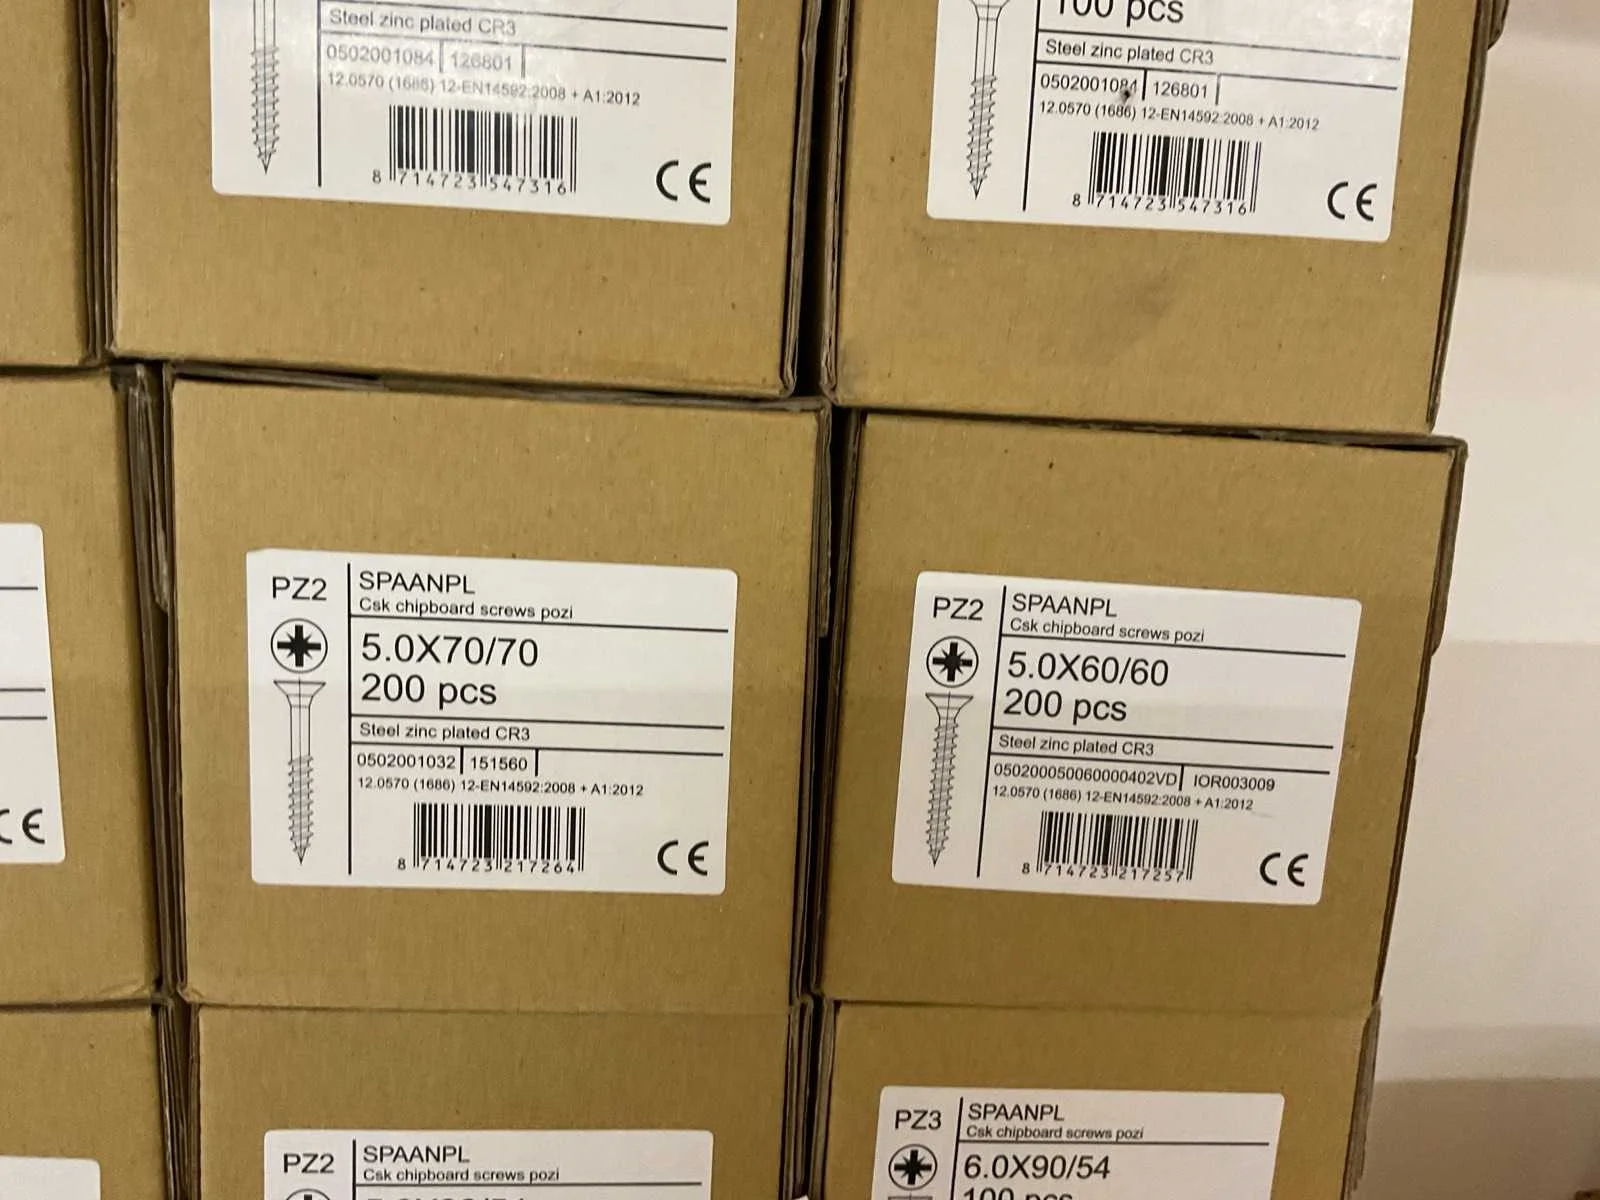 Steel zinc plated CR3
0502001084 126801
12.0570 (1686) 12-EN14592:2008 + A1:2012
8 714723 547316
CE
100 pcs
Steel zinc plated CR3
0502001084 126801
12.0570 (1686) 12-EN14592:2008 + A1:2012
8 714723 547316
CE
CE
PZ2
SPAANPL
Csk chipboard screws pozi
5.0X70/70
200 pcs
Steel zinc plated CR3
0502001032 151560
12.0570 (1686) 12-EN14592:2008 + A1:2012
8 714723 217264
CE
PZ2
SPAANPL
Csk chipboard screws pozi
5.0X60/60
200 pcs
Steel zinc plated CR3
050200050060000402VD IOR003009
12.0570 (1686) 12-EN14592:2008 + A1:2012
8 714723 217257
CE
PZ2
SPAANPL
Csk chipboard screws pozi
PZ3
SPAANPL
Csk chipboard screws pozi
6.0X90/54
100 pcs